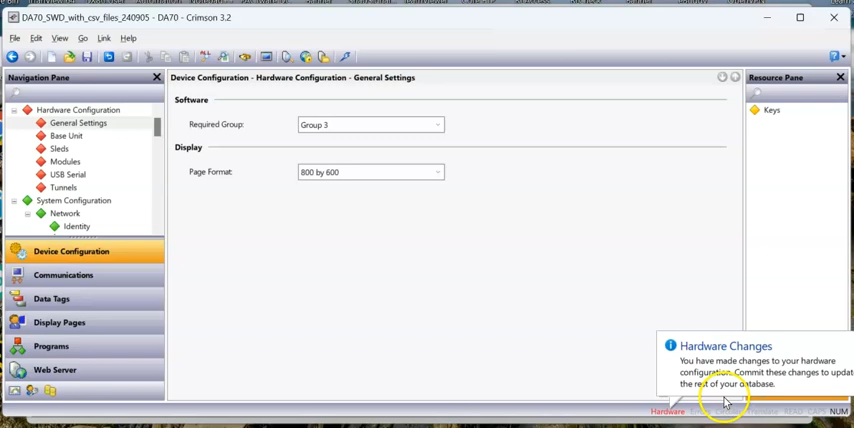 DA70_SWD_with_csv_files_240905 - DA70 - Crimson 3.2
File Edit View Go Link Help
Navigation Pane
Device Configuration - Hardware Configuration - General Settings
Resource Pane
Hardware Configuration
General Settings
Base Unit
Sleds
Modules
USB Serial
Tunnels
System Configuration
Network
Identity
Software
Required Group: Group 3
Display
Page Format: 800 by 600
Keys
Device Configuration
Communications
Data Tags
Display Pages
Programs
Web Server
Hardware Changes
You have made changes to your hardware
configuration. Commit these changes to updat
the rest of your database.
Hardware Translate READ CAPS NUM